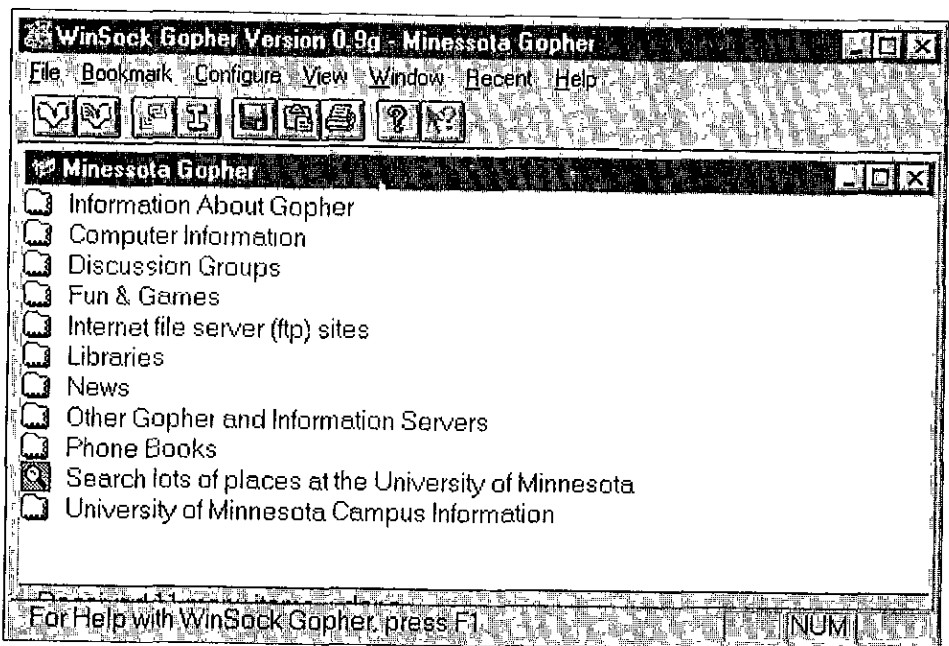 WinSock Gopher Version 0.9g - Minessota Gopher
File Bookmark Configure View Window Recent Help
Minessota Gopher
Information About Gopher
Computer Information
Discussion Groups
Fun & Games
Internet file server (ftp) sites
Libraries
News
Other Gopher and Information Servers
Phone Books
Search lots of places at the University of Minnesota
University of Minnesota Campus Information
For Help with WinSock Gopher, press F1
NUM